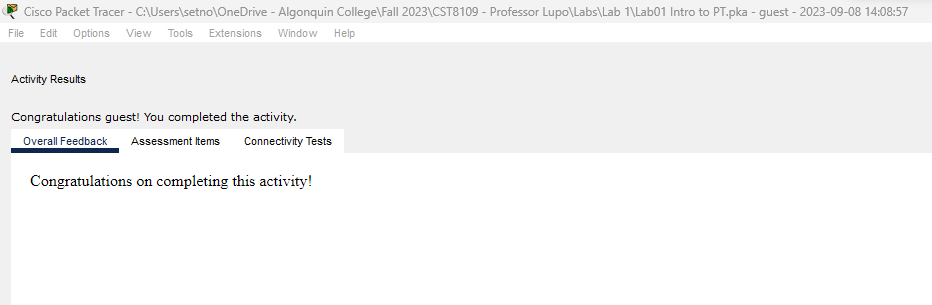 Cisco Packet Tracer - C:\Users\setno\OneDrive - Algonquin College\Fall 2023\CST8109 - Professor Lupo\Labs\Lab 1\Lab01 Intro to PT.pka - guest - 2023-09-08 14:08:57
File Edit Options View Tools Extensions Window Help
Activity Results
Congratulations guest! You completed the activity.
Overall Feedback Assessment Items Connectivity Tests
Congratulations on completing this activity!